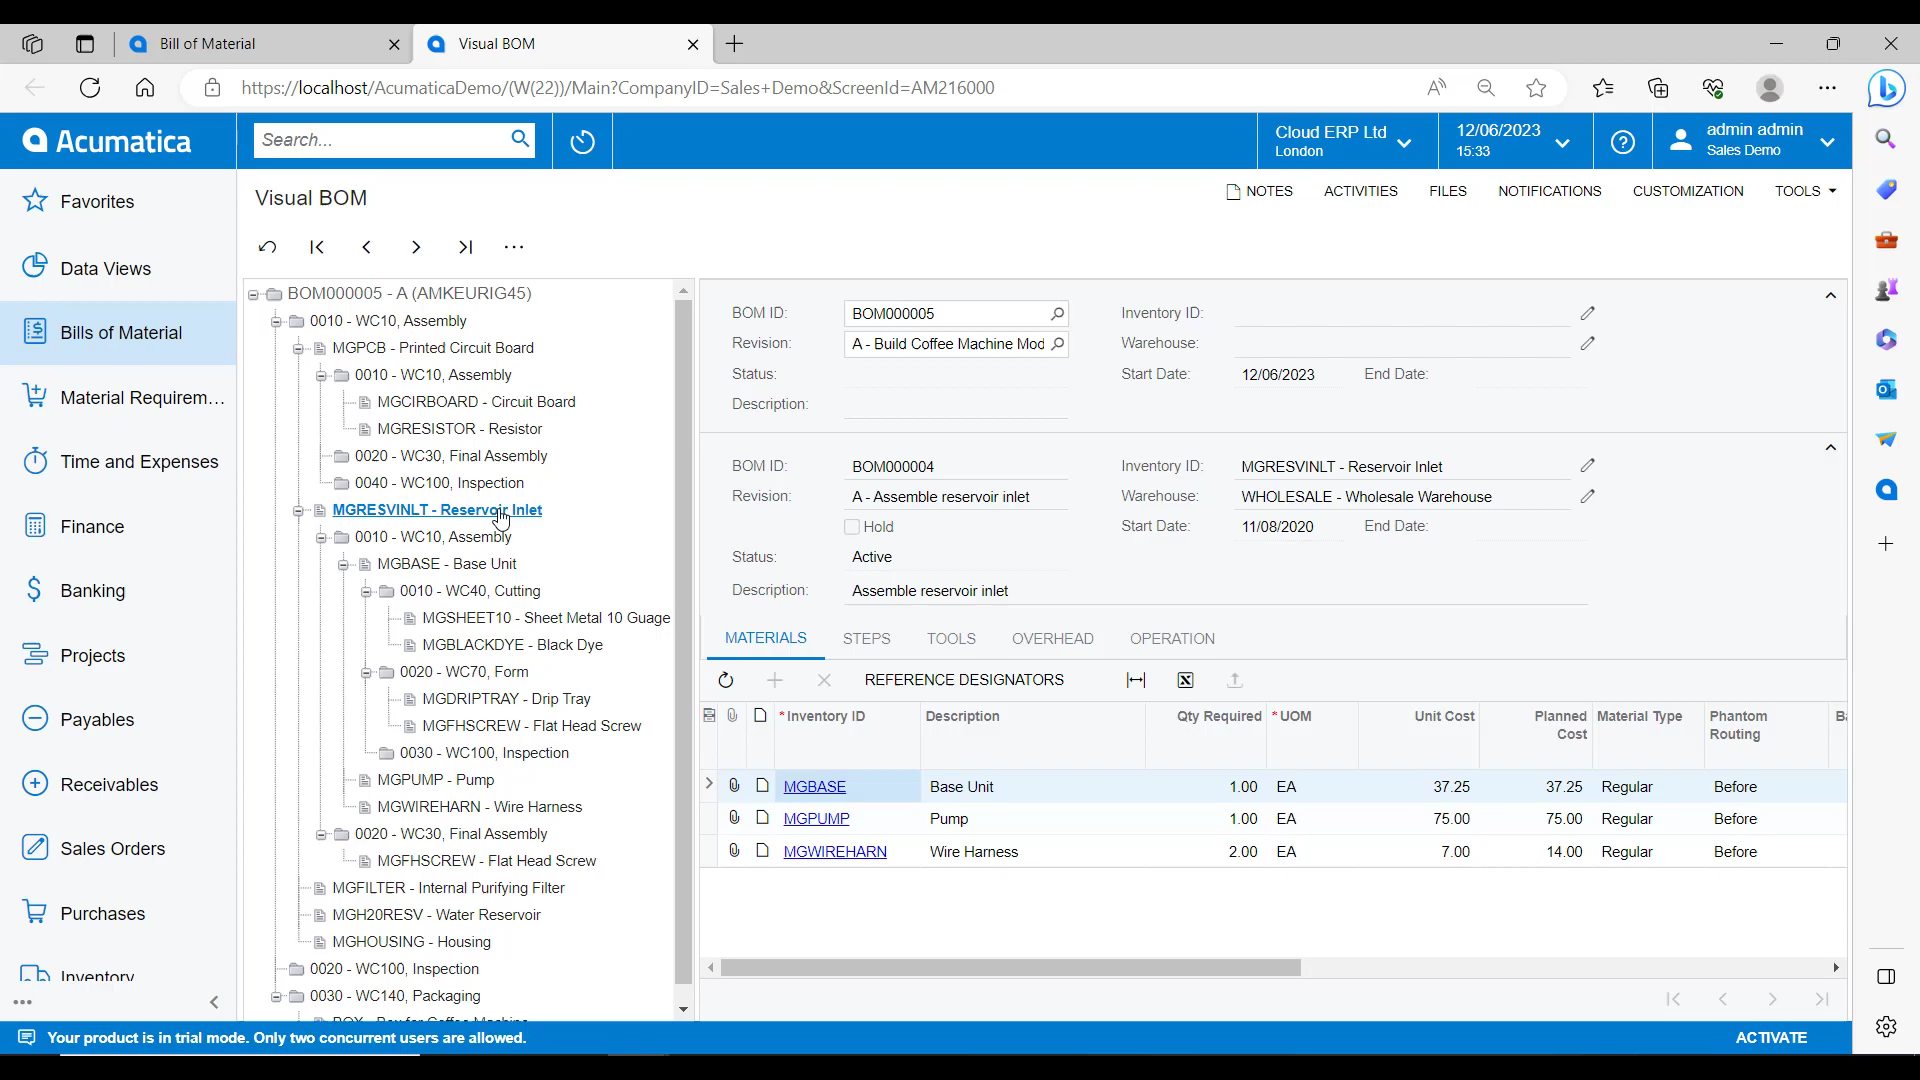 Bill of Material
Visual BOM
https://localhost/AcumaticaDemo/(W(22))/Main?CompanyID=Sales+Demo&ScreenId=AM216000
Acumatica
Search...
Cloud ERP Ltd
London
12/06/2023
15:33
admin admin
Sales Demo
Favorites
Data Views
Bills of Material
Material Requirem...
Time and Expenses
Finance
Banking
Projects
Payables
Receivables
Sales Orders
Purchases
Inventory
Visual BOM
NOTES ACTIVITIES FILES NOTIFICATIONS CUSTOMIZATION TOOLS
BOM000005 - A (AMKEURIG45)
0010 - WC10, Assembly
MGPCB - Printed Circuit Board
0010 - WC10, Assembly
MGCIRBOARD - Circuit Board
MGRESISTOR - Resistor
0020 - WC30, Final Assembly
0040 - WC100, Inspection
MGRESVINLT - Reservoir Inlet
0010 - WC10, Assembly
MGBASE - Base Unit
0010 - WC40, Cutting
MGSHEET10 - Sheet Metal 10 Guage
MGBLACKDYE - Black Dye
0020 - WC70, Form
MGDRIPTRAY - Drip Tray
MGFHSCREW - Flat Head Screw
0030 - WC100, Inspection
MGPUMP - Pump
MGWIREHARN - Wire Harness
0020 - WC30, Final Assembly
MGFHSCREW - Flat Head Screw
MGFILTER - Internal Purifying Filter
MGH20RESV - Water Reservoir
MGHOUSING - Housing
0020 - WC100, Inspection
0030 - WC140, Packaging
BOX - Box for Coffee Machine
BOM ID: BOM000005 Inventory ID:
Revision: A - Build Coffee Machine Mod Warehouse:
Status: Start Date: 12/06/2023 End Date:
Description:
BOM ID: BOM000004 Inventory ID: MGRESVINLT - Reservoir Inlet
Revision: A - Assemble reservoir inlet Warehouse: WHOLESALE - Wholesale Warehouse
Hold Start Date: 11/08/2020 End Date:
Status: Active
Description: Assemble reservoir inlet
MATERIALS STEPS TOOLS OVERHEAD OPERATION
REFERENCE DESIGNATORS
* Inventory ID Description Qty Required * UOM Unit Cost Planned Cost Material Type Phantom Routing Ba
MGBASE Base Unit 1.00 EA 37.25 37.25 Regular Before
MGPUMP Pump 1.00 EA 75.00 75.00 Regular Before
MGWIREHARN Wire Harness 2.00 EA 7.00 14.00 Regular Before
Your product is in trial mode. Only two concurrent users are allowed.
ACTIVATE